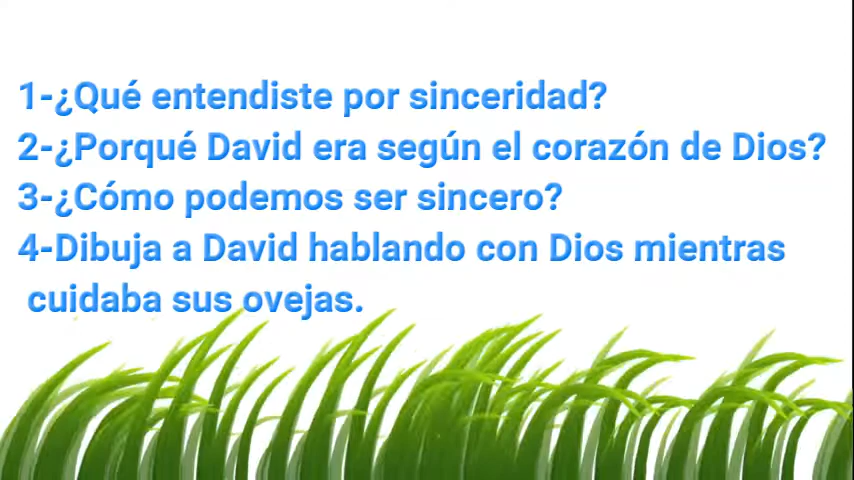 1-¿Qué entendiste por sinceridad?
2-¿Porqué David era según el corazón de Dios?
3-¿Cómo podemos ser sincero?
4-Dibuja a David hablando con Dios mientras
cuidaba sus ovejas.